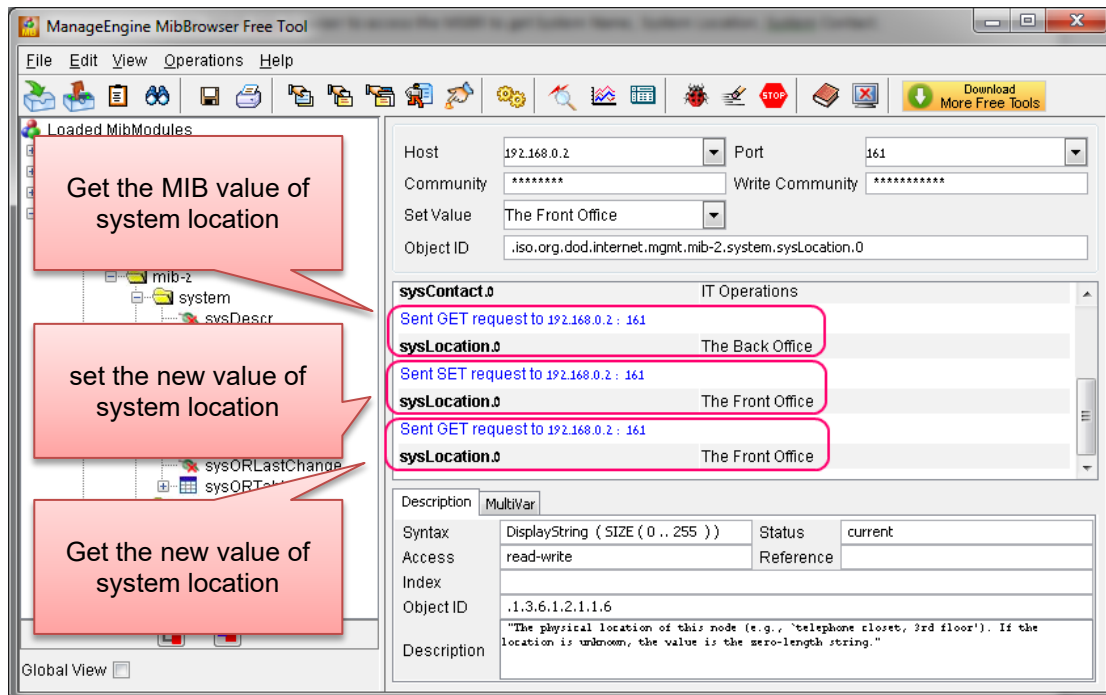 ManageEngine MibBrowser Free Tool
File Edit View Operations Help
STOP
Download
More Free Tools
Loaded MibModules
Get the MIB value of
system location
mib-2
system
sysDescr
set the new value of
system location
sysORLastChange
Get the new value of
system location
Global View
Host 192.168.0.2 Port 161
Community ******** Write Community ***********
Set Value The Front Office
Object ID .iso.org.dod.internet.mgmt.mib-2.system.sysLocation.0
sysContact.0 IT Operations
Sent GET request to 192.168.0.2 : 161
sysLocation.0 The Back Office
Sent SET request to 192.168.0.2 : 161
sysLocation.0 The Front Office
Sent GET request to 192.168.0.2 : 161
sysLocation.0 The Front Office
Description MultiVar
Syntax DisplayString ( SIZE ( 0 .. 255 ) ) Status current
Access read-write Reference
Index
Object ID .1.3.6.1.2.1.1.6
Description "The physical location of this node (e.g., `telephone closet, 3rd floor'). If the
location is unknown, the value is the zero-length string."